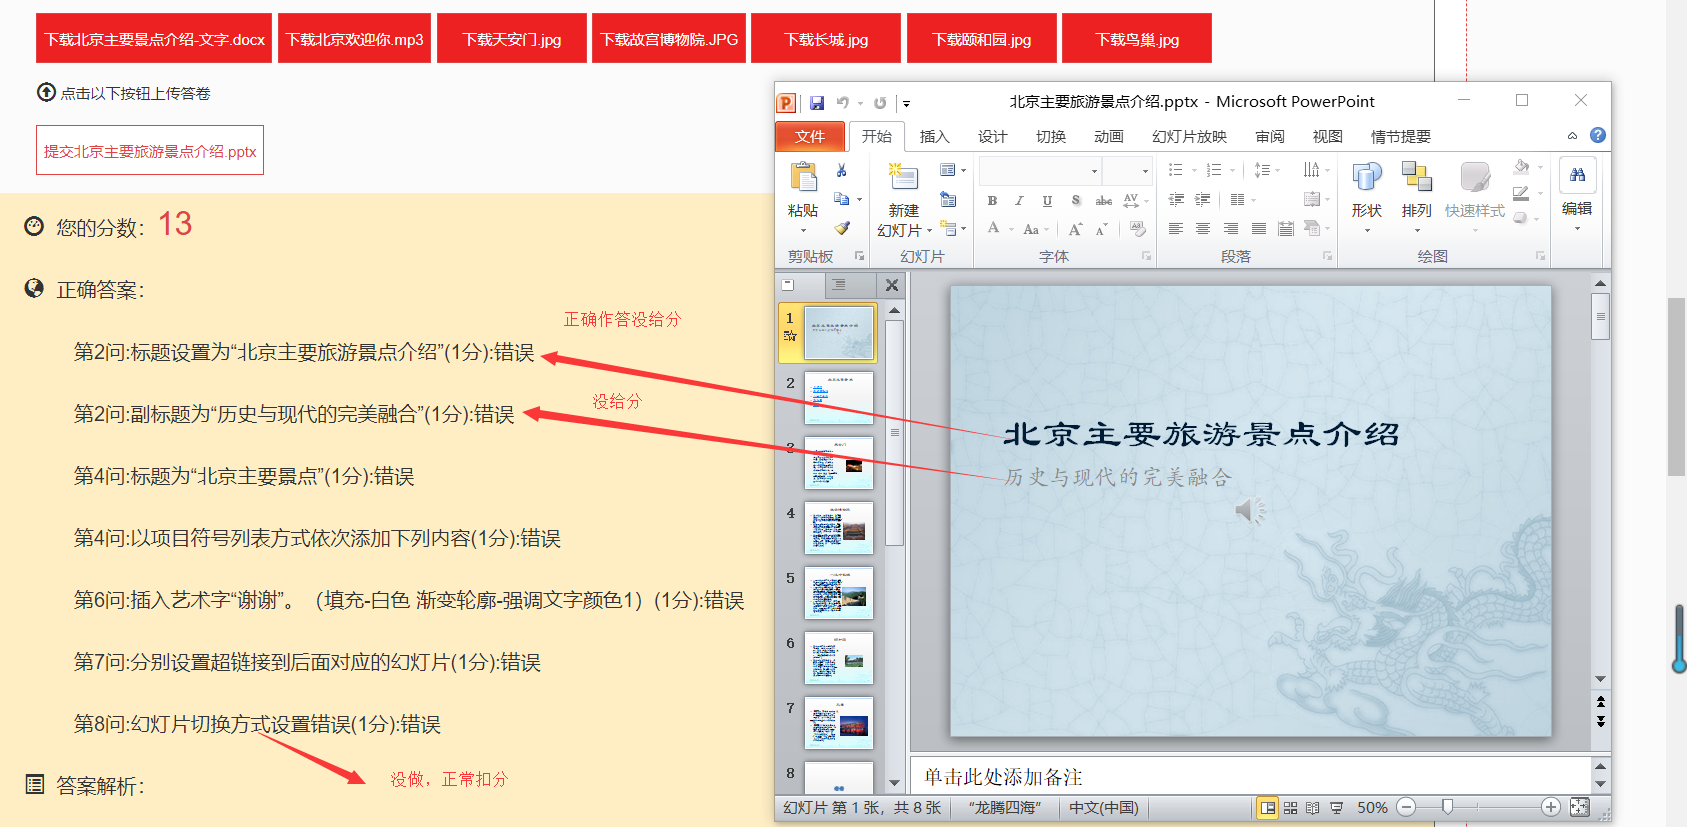 下载北京主要景点介绍-文字.docx
下载北京欢迎你.mp3
下载天安门.jpg
下载故宫博物院.JPG
下载长城.jpg
下载颐和园.jpg
下载鸟巢.jpg
点击以下按钮上传答卷
提交北京主要旅游景点介绍.pptx
您的分数：13
正确答案：
正确作答没给分
第2问:标题设置为“北京主要旅游景点介绍”(1分):错误
没给分
第2问:副标题为“历史与现代的完美融合”(1分):错误
第4问:标题为“北京主要景点”(1分):错误
第4问:以项目符号列表方式依次添加下列内容(1分):错误
第6问:插入艺术字“谢谢”。（填充-白色 渐变轮廓-强调文字颜色1）(1分):错误
第7问:分别设置超链接到后面对应的幻灯片(1分):错误
第8问:幻灯片切换方式设置错误(1分):错误
没做，正常扣分
答案解析：
北京主要旅游景点介绍.pptx - Microsoft PowerPoint
文件 开始 插入 设计 切换 动画 幻灯片放映 审阅 视图 情节提要
粘贴
新建
幻灯片
形状
排列
快速样式
编辑
剪贴板
幻灯片
字体
段落
绘图
1
2
3
4
5
6
7
8
北京主要旅游景点介绍
历史与现代的完美融合
单击此处添加备注
幻灯片 第 1 张，共 8 张
“龙腾四海”
中文(中国)
50%